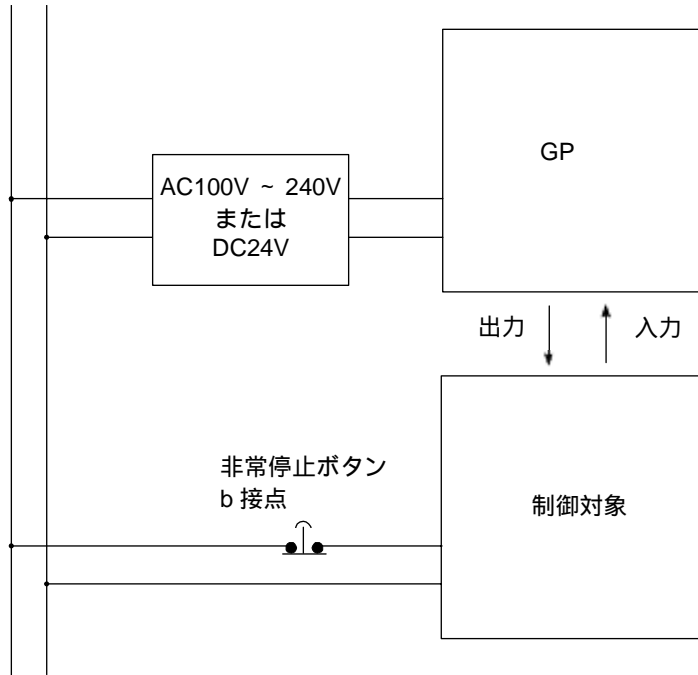 GP
AC100V ~ 240V
または
DC24V
出力
入力
非常停止ボタン
b 接点
制御対象